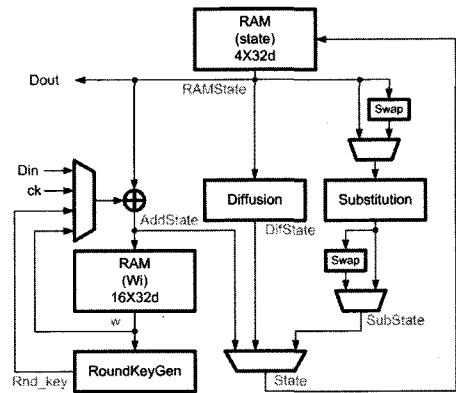 RAM
(state)
4X32d
Dout
RAMState
Swap
Din
ck
AddState
Diffusion
Substitution
DifState
RAM
(Wi)
16X32d
Swap
w
SubState
RoundKeyGen
Rnd_key
State